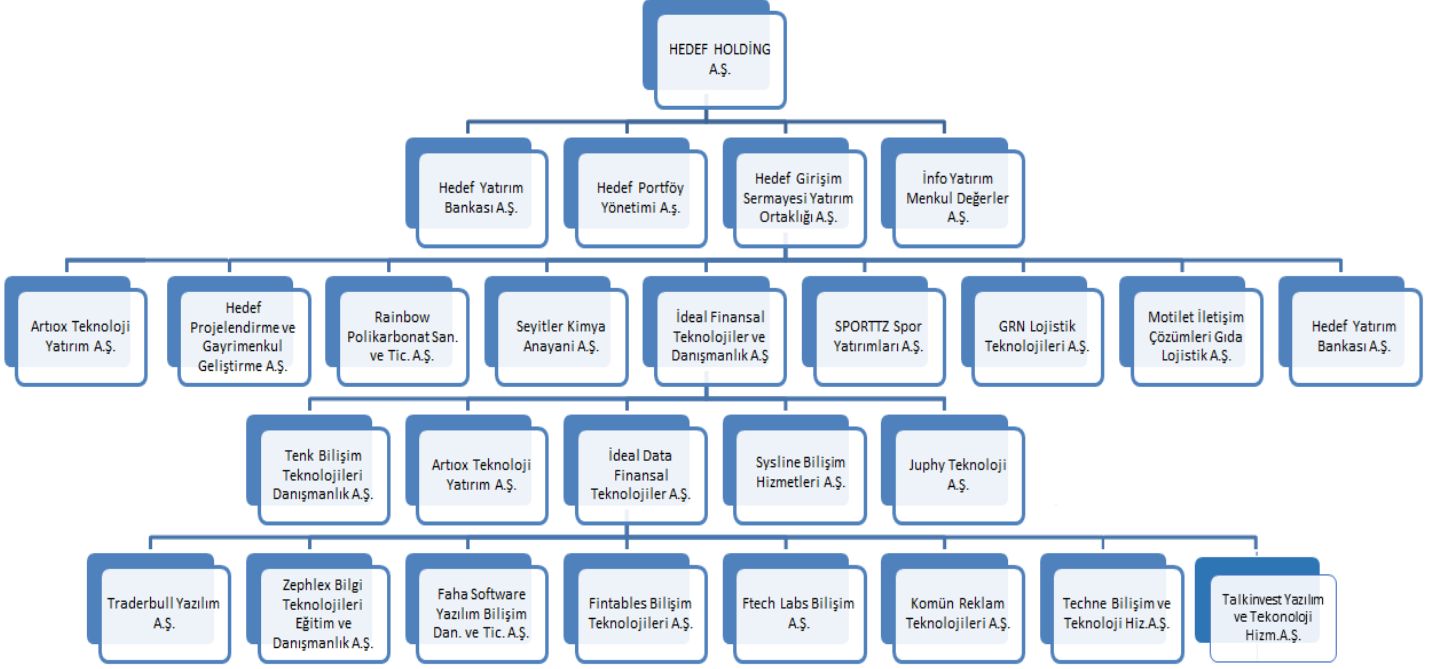 HEDEF HOLDİNG
A.Ş.
Hedef Yatırım
Bankası A.Ş.
Hedef Portföy
Yönetimi A.ş.
Hedef Girişim
Sermayesi Yatırım
Ortaklığı A.Ş.
İnfo Yatırım
Menkul Değerler
A.Ş.
Artıox Teknoloji
Yatırım A.Ş.
Hedef
Projelendirme ve
Gayrimenkul
Geliştirme A.Ş.
Rainbow
Polikarbonat San.
ve Tic. A.Ş.
Seyitler Kimya
Anayani A.Ş.
İdeal Finansal
Teknolojiler ve
Danışmanlık A.Ş
SPORTTZ Spor
Yatırımları A.Ş.
GRN Lojistik
Teknolojileri A.Ş.
Motilet İletişim
Çözümleri Gıda
Lojistik A.Ş.
Hedef Yatırım
Bankası A.Ş.
Tenk Bilişim
Teknolojileri
Danışmanlık A.Ş.
Artıox Teknoloji
Yatırım A.Ş.
İdeal Data
Finansal
Teknolojiler A.Ş.
Sysline Bilişim
Hizmetleri A.Ş.
Juphy Teknoloji
A.Ş.
Traderbull Yazılım
A.Ş.
Zephlex Bilgi
Teknolojileri
Eğitim ve
Danışmanlık A.Ş.
Faha Software
Yazılım Bilişim
Dan. ve Tic. A.Ş.
Fintables Bilişim
Teknolojileri A.Ş.
Ftech Labs Bilişim
A.Ş.
Komün Reklam
Teknolojileri A.Ş.
Techne Bilişim ve
Teknoloji Hiz.A.Ş.
Talkinvest Yazılım
ve Tekonoloji
Hizm.A.Ş.